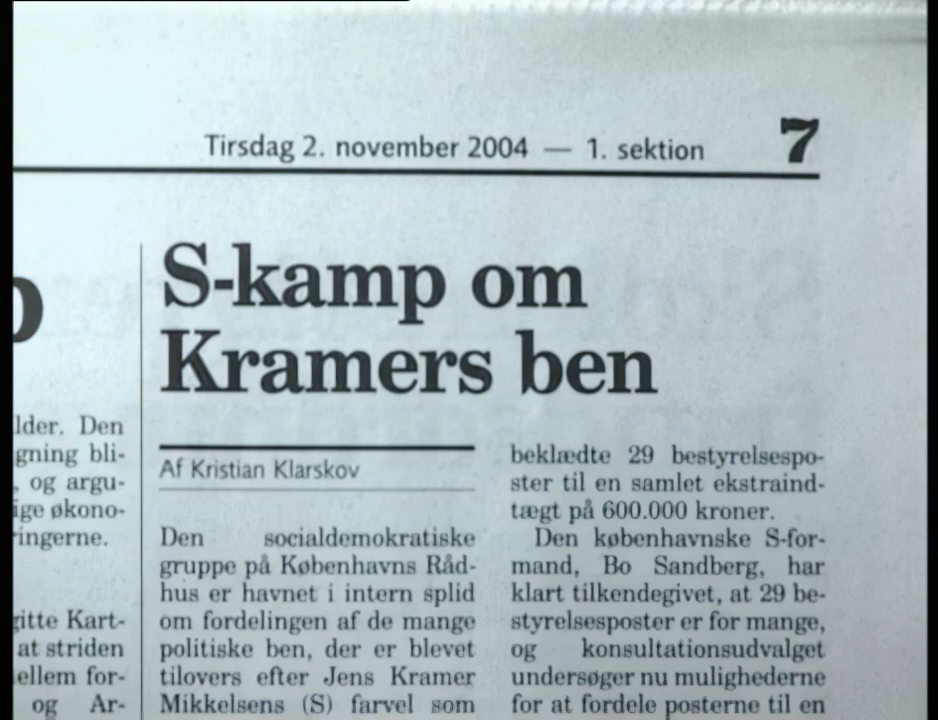 Tirsdag 2. november 2004 — 1. sektion 7
lder. Den
gning bli-
, og argu-
ige økono-
ringerne.
gitte Kart-
at striden
ellem for-
og Ar-
S-kamp om
Kramers ben
Af Kristian Klarskov
Den socialdemokratiske
gruppe på Københavns Råd-
hus er havnet i intern splid
om fordelingen af de mange
politiske ben, der er blevet
tilovers efter Jens Kramer
Mikkelsens (S) farvel som
beklædte 29 bestyrelsespo-
ster til en samlet ekstraind-
tægt på 600.000 kroner.
Den københavnske S-for-
mand, Bo Sandberg, har
klart tilkendegivet, at 29 be-
styrelsesposter er for mange,
og konsultationsudvalget
undersøger nu mulighederne
for at fordele posterne til en